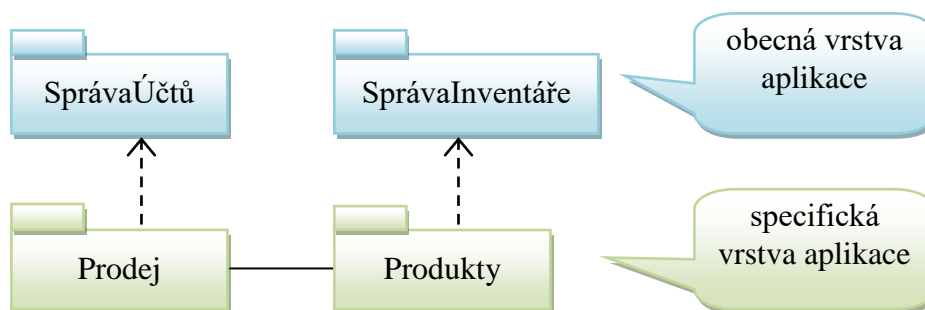 SprávaÚčtů
SprávaInventáře
obecná vrstva
aplikace
Prodej
Produkty
specifická
vrstva aplikace